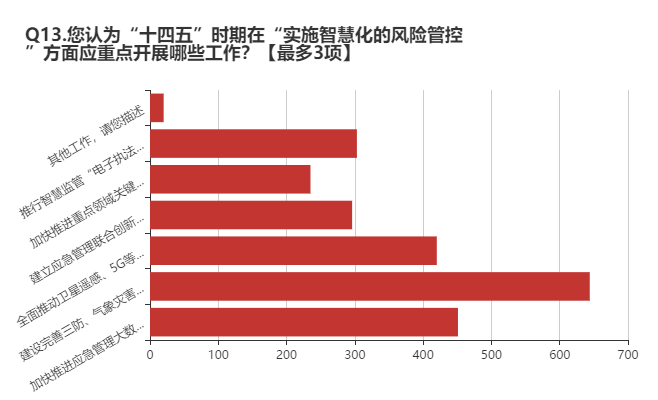 Q13.您认为“十四五”时期在“实施智慧化的风险管控
”方面应重点开展哪些工作？【最多3项】
其他工作，请您描述
推行智慧监管“电子执法...
加快推进重点领域关键...
建立应急管理联合创新...
全面推动卫星遥感、5G等...
建设完善三防、气象灾害...
加快推进应急管理大数...
0 100 200 300 400 500 600 700